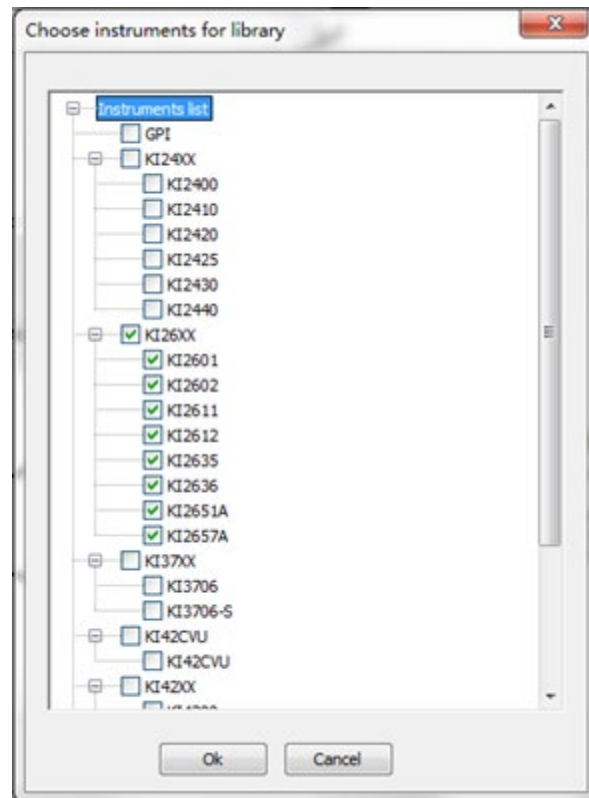 Choose instruments for library
Instruments list
GPI
KI24XX
KI2400
KI2410
KI2420
KI2425
KI2430
KI2440
KI26XX
KI2601
KI2602
KI2611
KI2612
KI2635
KI2636
KI2651A
KI2657A
KI37XX
KI3706
KI3706-S
KI42CVU
KI42CVU
KI42XX
Ok Cancel